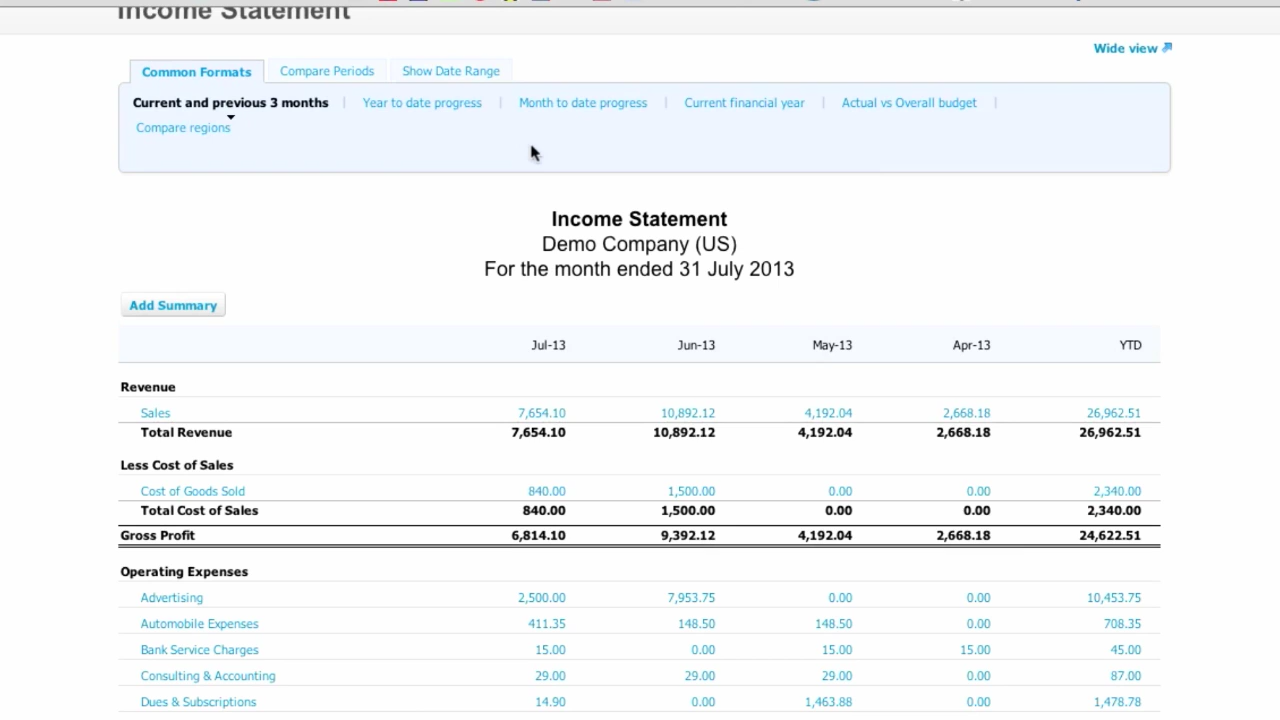 Income Statement
Wide view
Common Formats Compare Periods Show Date Range
Current and previous 3 months | Year to date progress | Month to date progress | Current financial year | Actual vs Overall budget |
Compare regions
Income Statement
Demo Company (US)
For the month ended 31 July 2013
Add Summary
Jul-13 Jun-13 May-13 Apr-13 YTD
Revenue
Sales 7,654.10 10,892.12 4,192.04 2,668.18 26,962.51
Total Revenue 7,654.10 10,892.12 4,192.04 2,668.18 26,962.51
Less Cost of Sales
Cost of Goods Sold 840.00 1,500.00 0.00 0.00 2,340.00
Total Cost of Sales 840.00 1,500.00 0.00 0.00 2,340.00
Gross Profit 6,814.10 9,392.12 4,192.04 2,668.18 24,622.51
Operating Expenses
Advertising 2,500.00 7,953.75 0.00 0.00 10,453.75
Automobile Expenses 411.35 148.50 148.50 0.00 708.35
Bank Service Charges 15.00 0.00 15.00 15.00 45.00
Consulting & Accounting 29.00 29.00 29.00 0.00 87.00
Dues & Subscriptions 14.90 0.00 1,463.88 0.00 1,478.78